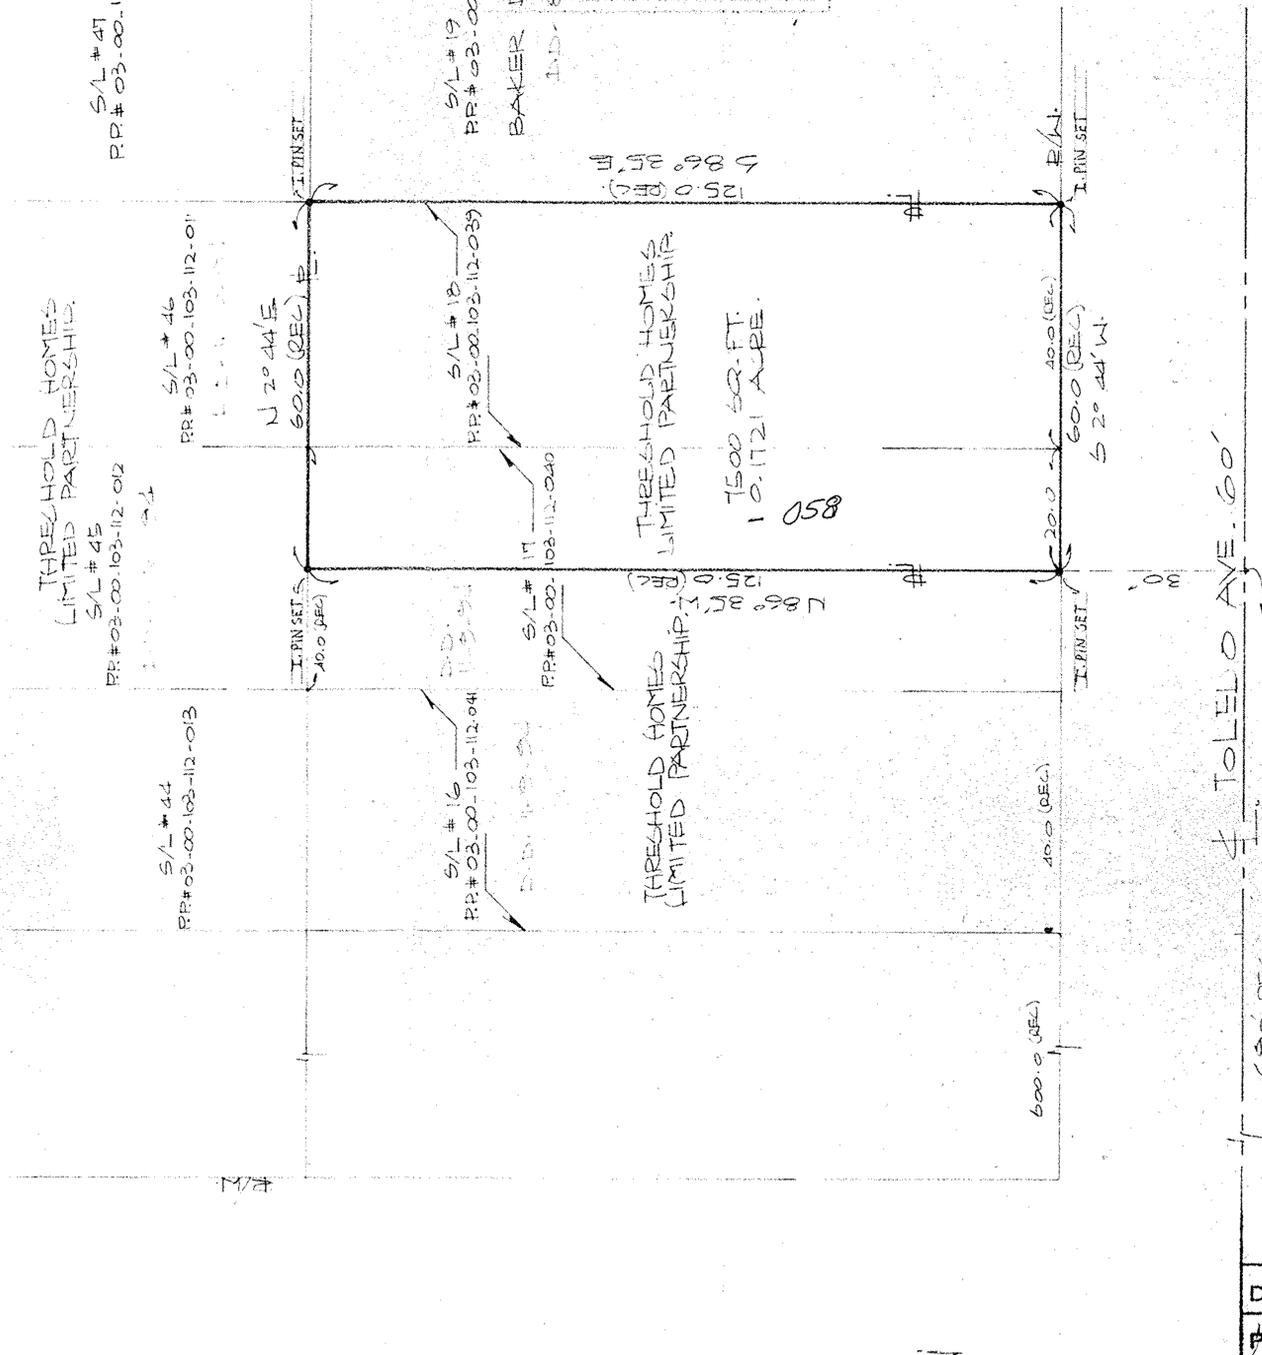 S/L # 47
P.P.# 03-00-1
S/L # 19
P.P.# 03-00
BAKER
D.D.
I.PIN SET
R/W.
I.PIN SET
S 86° 35' E
125.0 (REC).
THRESHOLD HOMES
LIMITED PARTNERSHIP.
S/L # 46
P.P.# 03-00-103-112-011
N 2° 44' E
60.0 (REC)
S/L # 18
P.P.# 03-00-103-112-039
THRESHOLD HOMES
LIMITED PARTNERSHIP.
7500 SQ.FT.
0.1721 ACRE.
058
40.0 (REC)
60.0 (REC)
S 2° 44' W.
20.0
S/L # 45
P.P.# 03-00-103-112-012
S/L # 17
P.P.# 03-00-103-112-040
125.0 (REC)
N 86° 35' W.
I.PIN SET
40.0 (REC)
I.PIN SET
30'
℄ TOLEDO AVE. 60'
S/L # 44
P.P.# 03-00-103-112-013
S/L # 16
P.P.# 03-00-103-112-041
D.D.
THRESHOLD HOMES
LIMITED PARTNERSHIP.
40.0 (REC)
600.0 (REC)
R/W